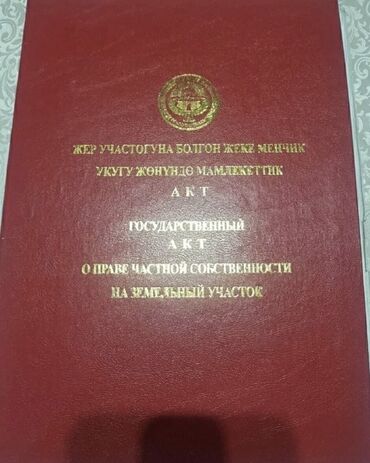 ЖЕР УЧАСТОГУНА БОЛГОН ЖЕКЕ МЕНЧИК
УКУГУ ЖӨНҮНДӨ МАМЛЕКЕТТИК
АКТ
ГОСУДАРСТВЕННЫЙ
АКТ
О ПРАВЕ ЧАСТНОЙ СОБСТВЕННОСТИ
НА ЗЕМЕЛЬНЫЙ УЧАСТОК